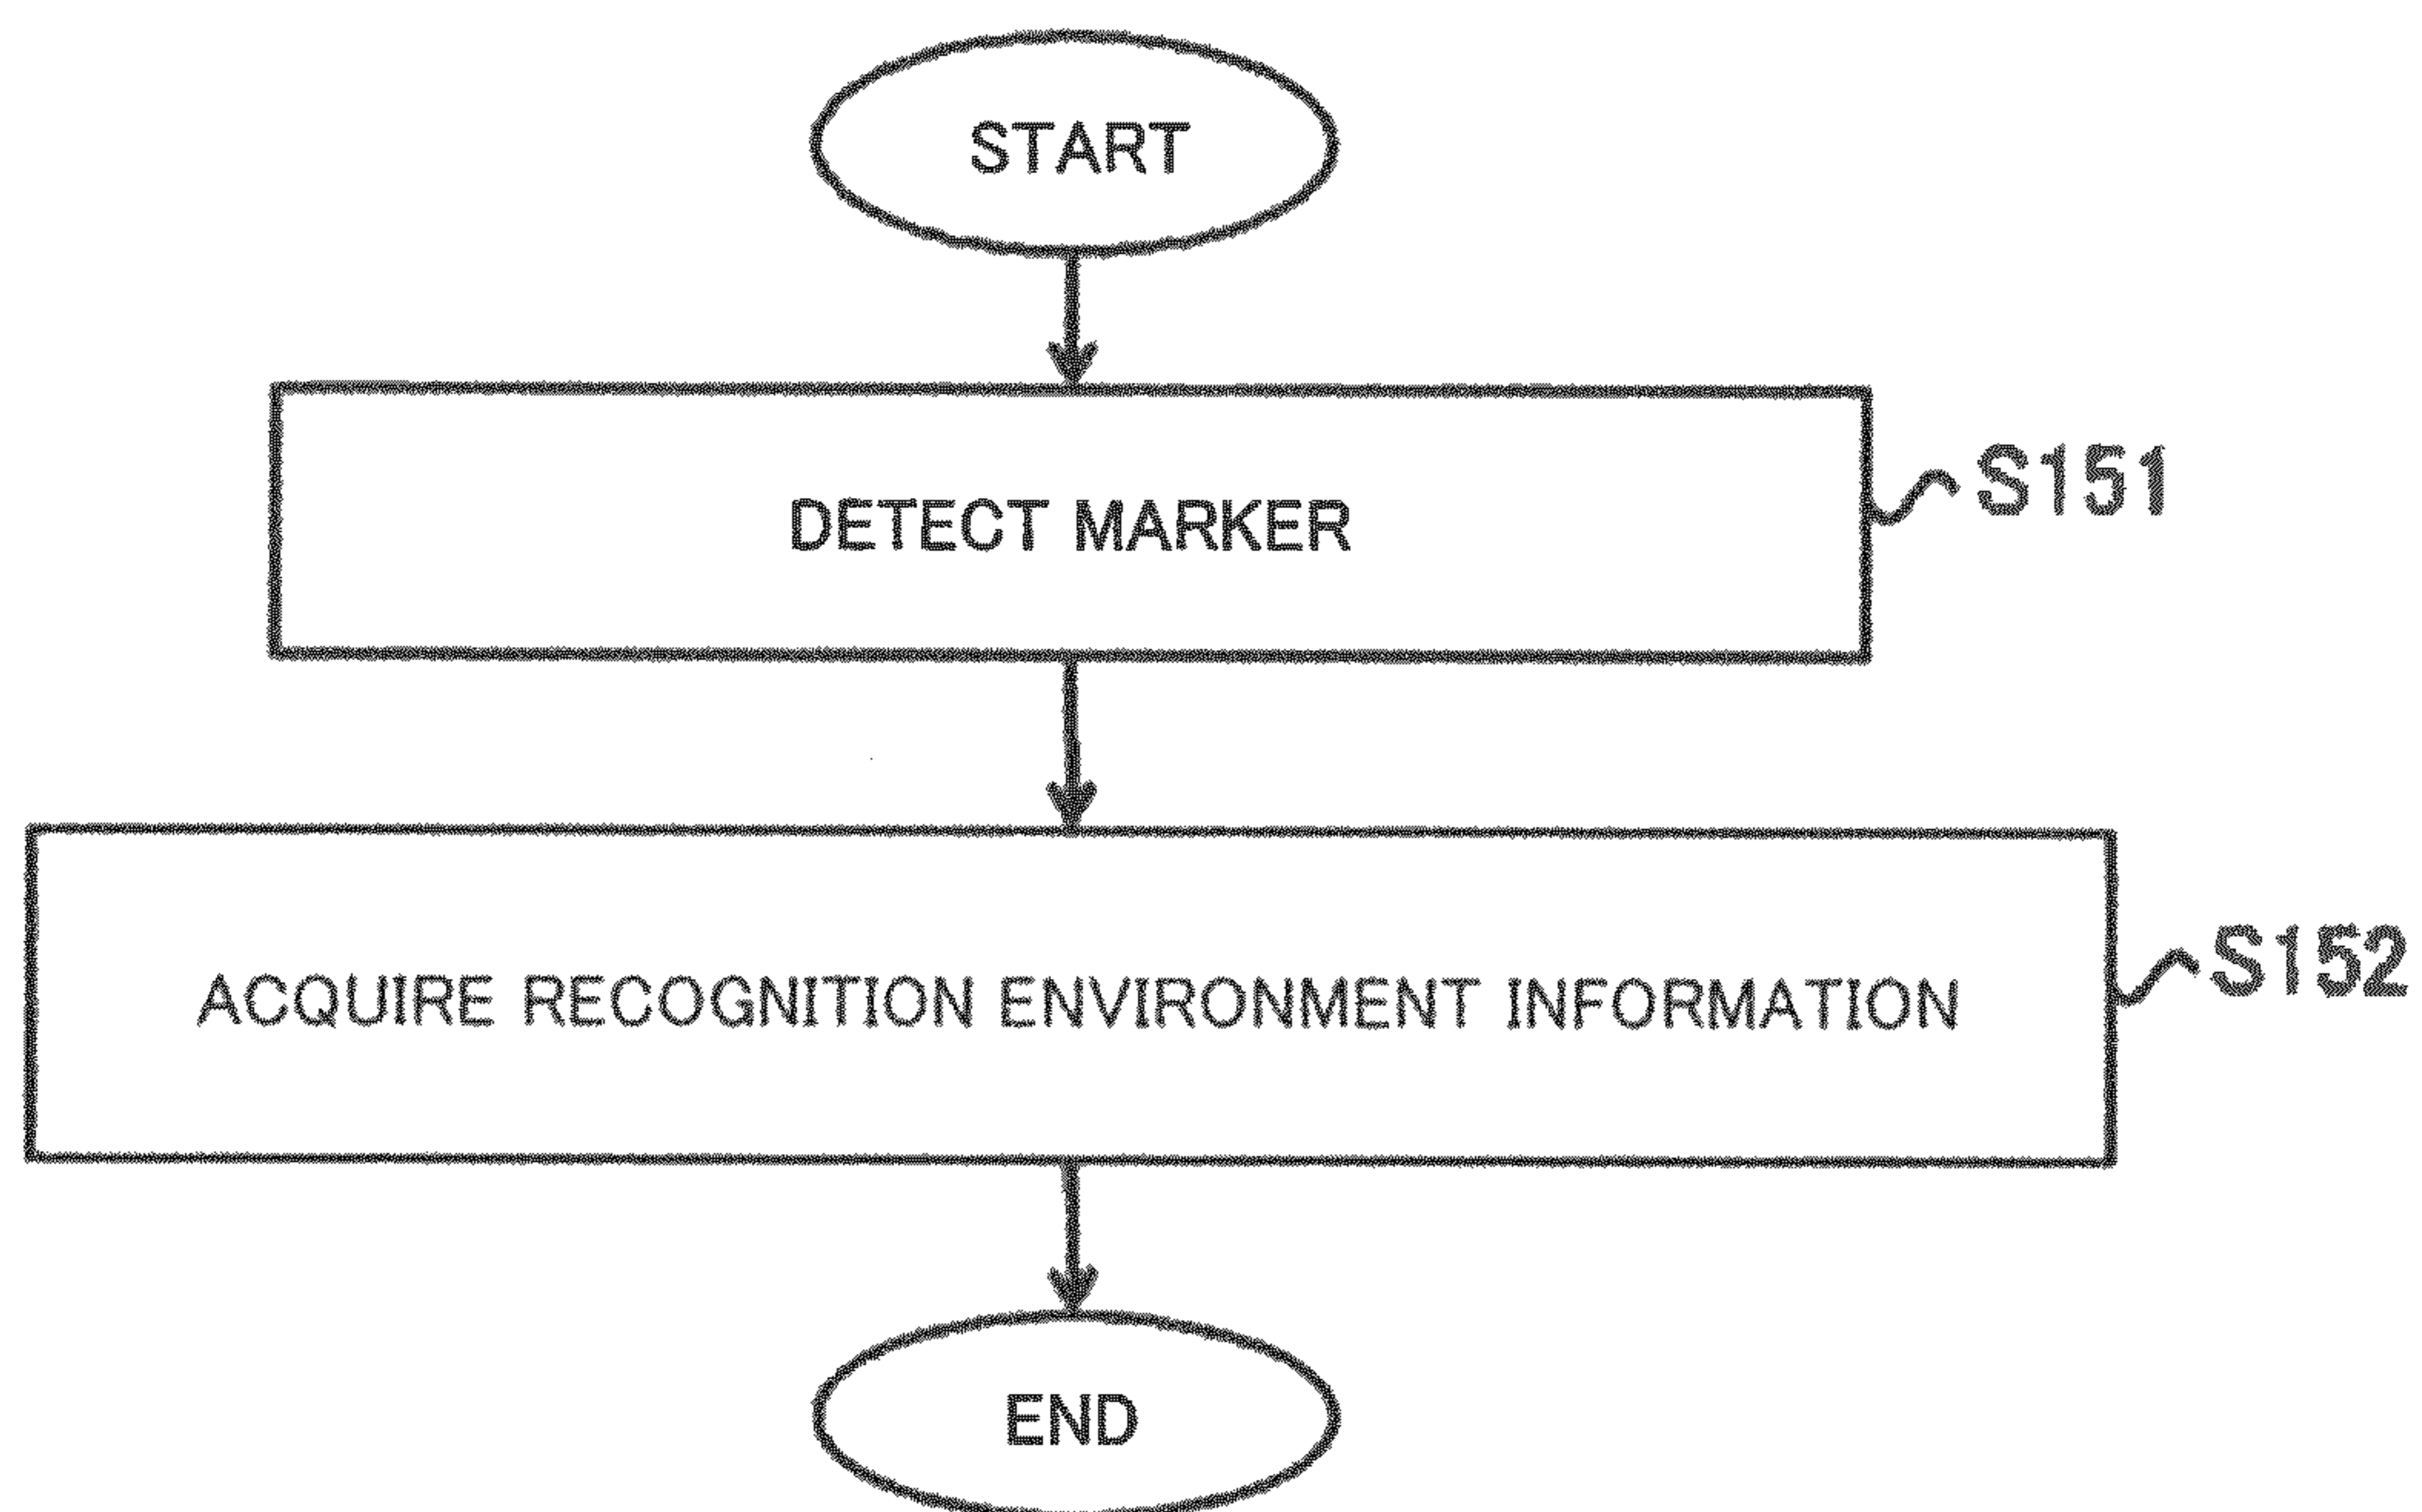 START
DETECT MARKER
S151
ACQUIRE RECOGNITION ENVIRONMENT INFORMATION
S152
END